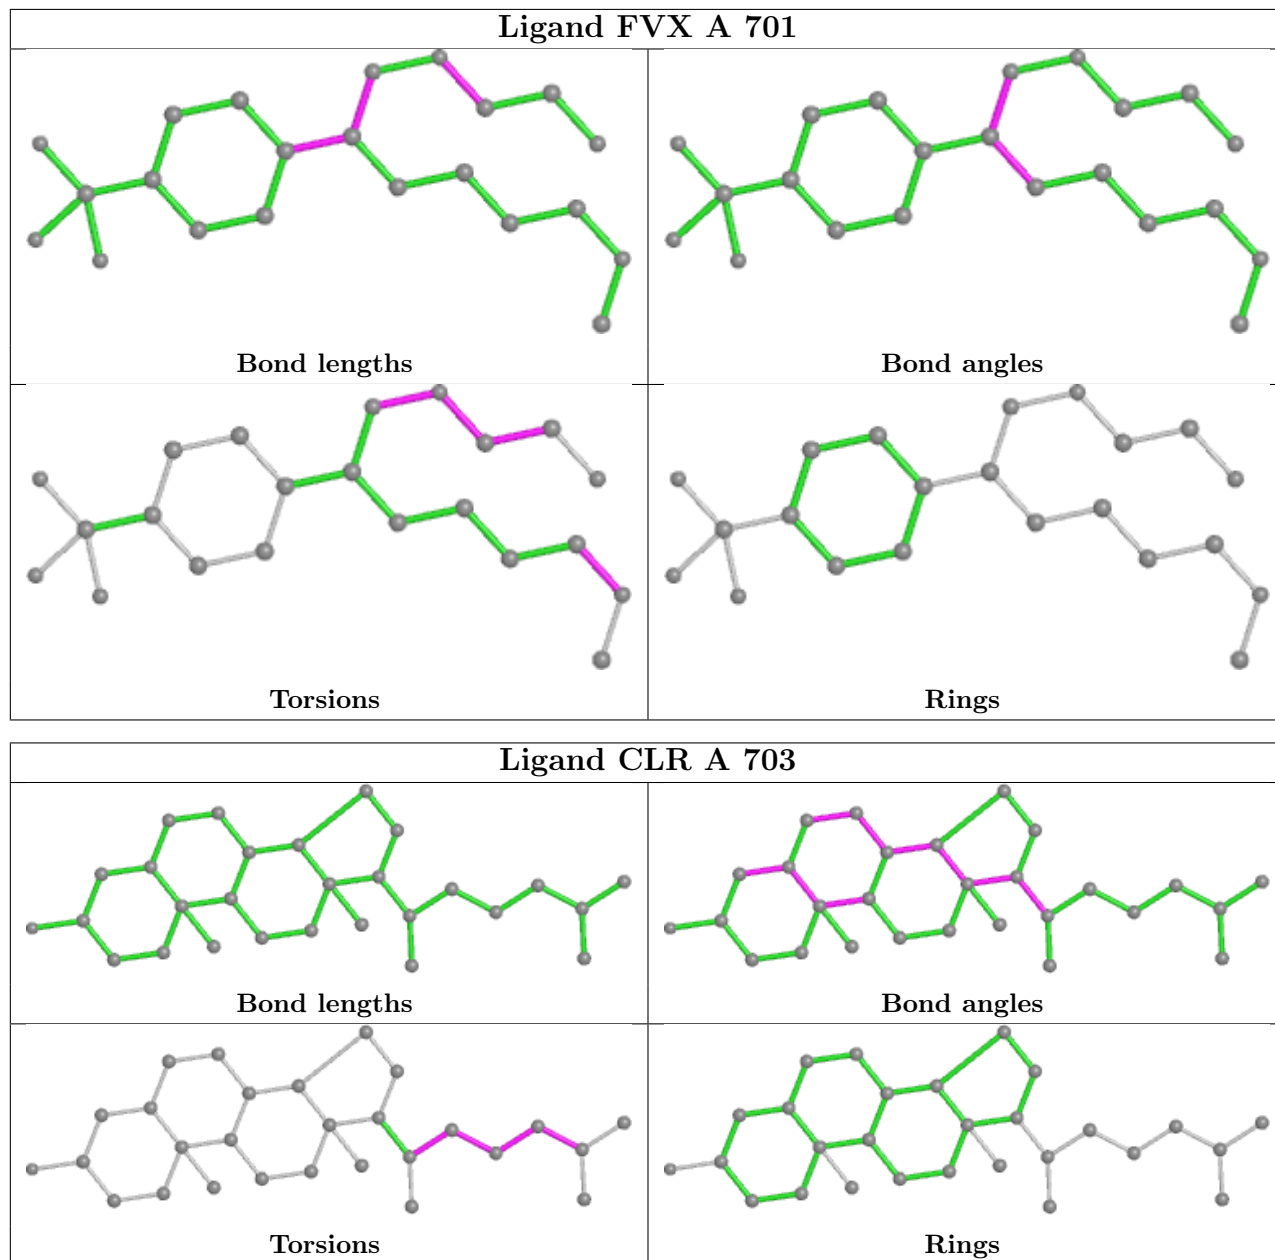 Ligand FVX A 701
Bond lengths
Bond angles
Torsions
Rings
Ligand CLR A 703
Bond lengths
Bond angles
Torsions
Rings